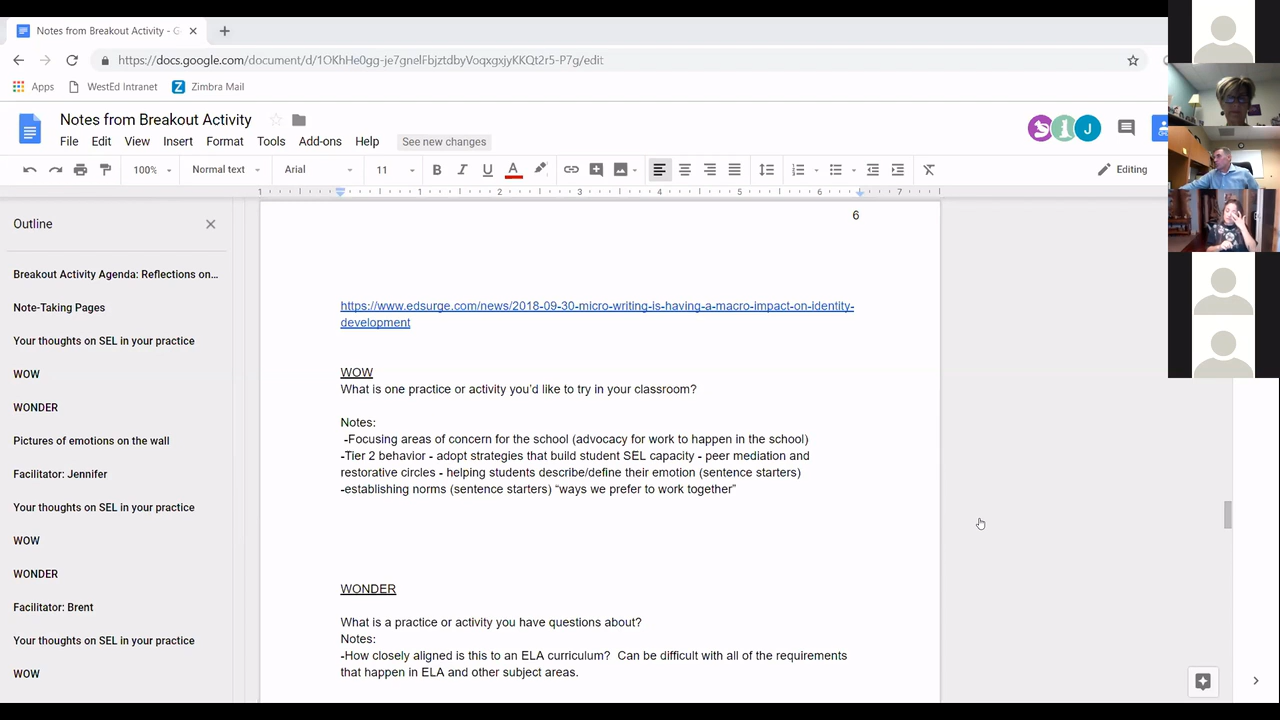 Notes from Breakout Activity - G
https://docs.google.com/document/d/1OKhHe0gg-je7gnelFbjztdbyVoqxgxjyKKQt2r5-P7g/edit
Apps WestEd Intranet Zimbra Mail
Notes from Breakout Activity
File Edit View Insert Format Tools Add-ons Help See new changes
J
100% Normal text Arial 11 B I U A Editing
1 1 2 3 4 5 6 7
Outline
Breakout Activity Agenda: Reflections on...
Note-Taking Pages
Your thoughts on SEL in your practice
WOW
WONDER
Pictures of emotions on the wall
Facilitator: Jennifer
Your thoughts on SEL in your practice
WOW
WONDER
Facilitator: Brent
Your thoughts on SEL in your practice
WOW
6
https://www.edsurge.com/news/2018-09-30-micro-writing-is-having-a-macro-impact-on-identity-
development
WOW
What is one practice or activity you'd like to try in your classroom?
Notes:
-Focusing areas of concern for the school (advocacy for work to happen in the school)
-Tier 2 behavior - adopt strategies that build student SEL capacity - peer mediation and
restorative circles - helping students describe/define their emotion (sentence starters)
-establishing norms (sentence starters) “ways we prefer to work together”
WONDER
What is a practice or activity you have questions about?
Notes:
-How closely aligned is this to an ELA curriculum?  Can be difficult with all of the requirements
that happen in ELA and other subject areas.